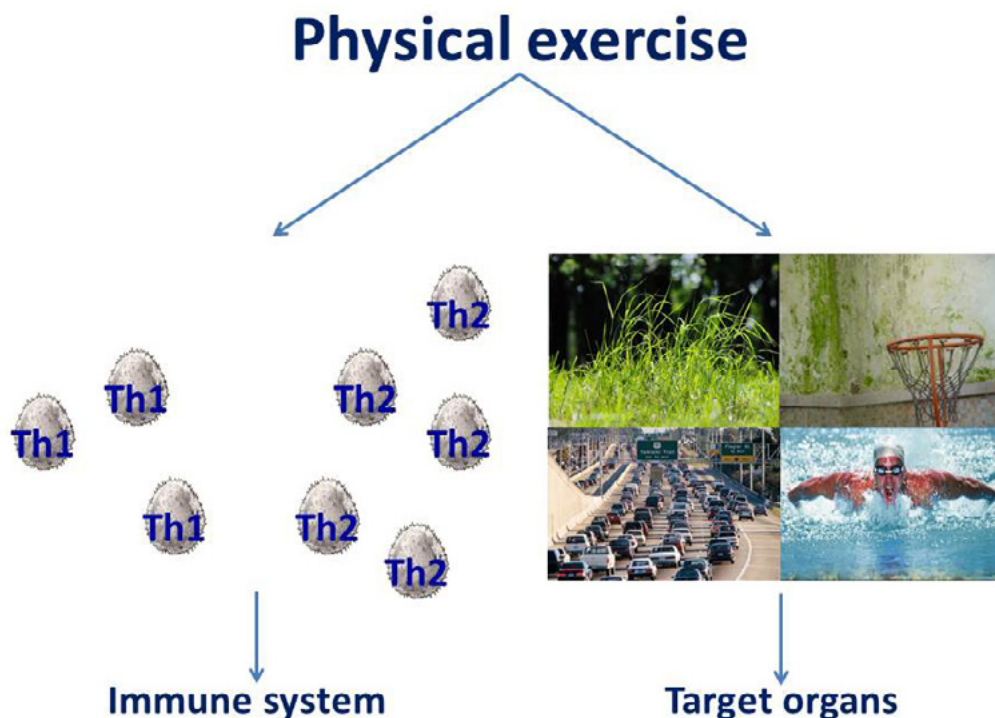 Physical exercise
Th2
Th1
Th2
Th1
Th2
Th1
Th2
Th2
Immune system
Target organs